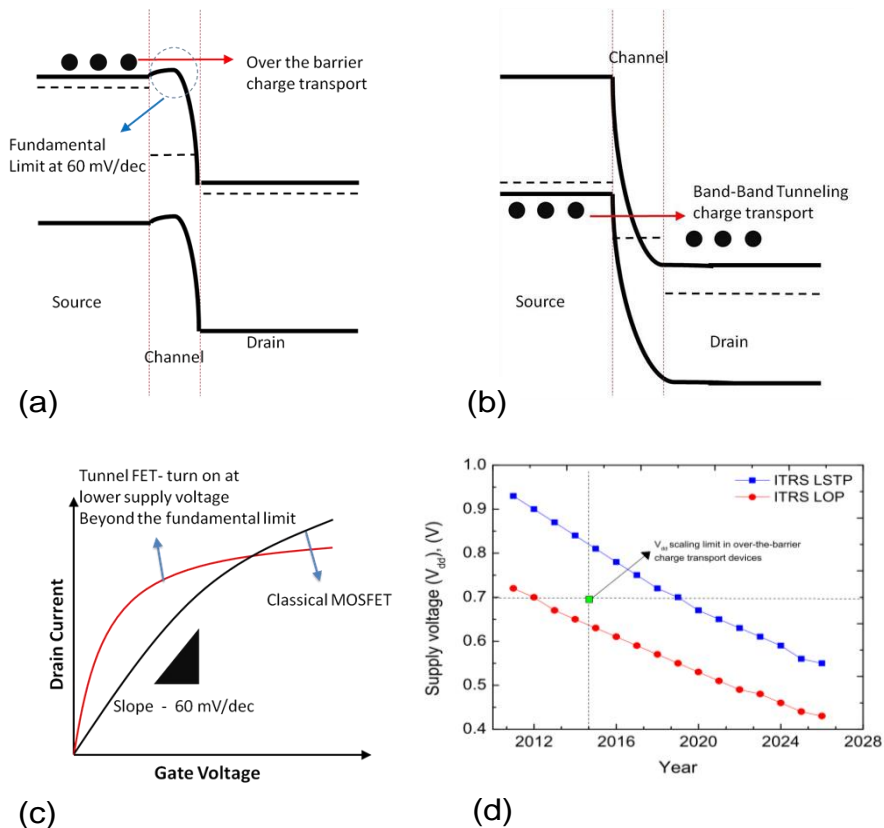 Over the barrier
charge transport
Fundamental
Limit at 60 mV/dec
Source
Channel
Drain
(a)
Channel
Band-Band Tunneling
charge transport
Source
Drain
(b)
Tunnel FET- turn on at
lower supply voltage
Beyond the fundamental limit
Classical MOSFET
Slope - 60 mV/dec
Drain Current
Gate Voltage
(c)
1.0
0.9
0.8
0.7
0.6
0.5
0.4
Supply voltage (Vdd), (V)
ITRS LSTP
ITRS LOP
Vdd scaling limit in over-the-barrier
charge transport devices
2012 2016 2020 2024 2028
Year
(d)